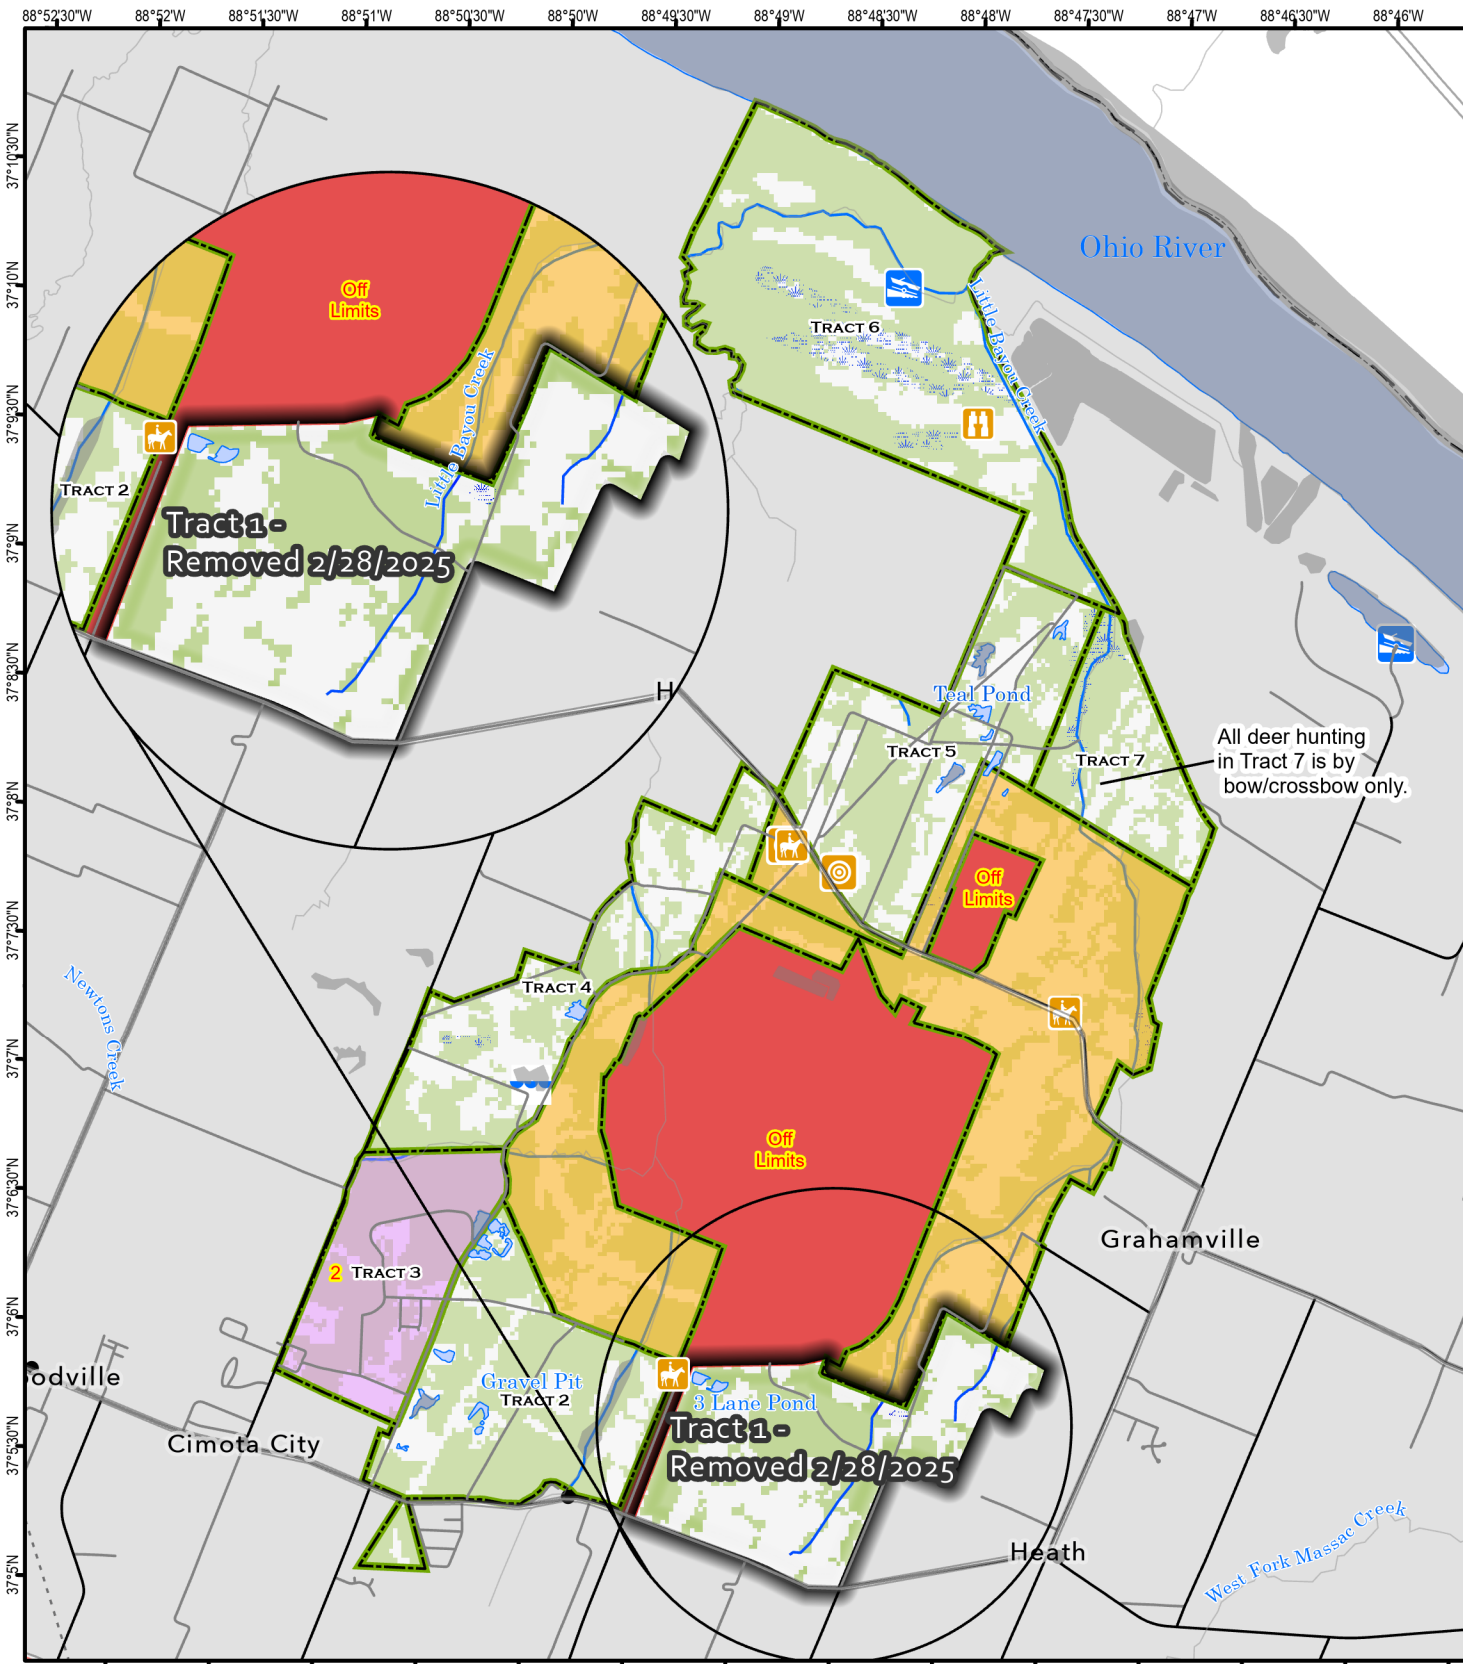 88°52'30"W
88°52'W
88°51'30"W
88°51'W
88°50'30"W
88°50'W
88°49'30"W
88°49'W
88°48'30"W
88°48'W
88°47'30"W
88°47'W
88°46'30"W
88°46'W
37°10'30"N
37°10'N
37°9'30"N
37°9'N
37°8'30"N
37°8'N
37°7'30"N
37°7'N
37°6'30"N
37°6'N
37°5'30"N
37°5'N
Ohio River
Off
Limits
Tract 6
Little Bayou Creek
Little Bayou Creek
Tract 2
Tract 1 -
Removed 2/28/2025
H
Teal Pond
Tract 5
Tract 7
All deer hunting
in Tract 7 is by
bow/crossbow only.
Off
Limits
Newtons Creek
Tract 4
Off
Limits
Grahamville
2 Tract 3
odville
Gravel Pit
Tract 2
3 Lane Pond
Tract 1 -
Removed 2/28/2025
Cimota City
Heath
West Fork Massac Creek